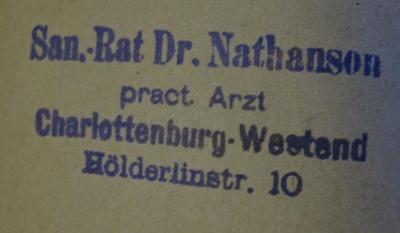 San.-Rat Dr. Nathanson
pract. Arzt
Charlottenburg-Westend
Hölderlinstr. 10